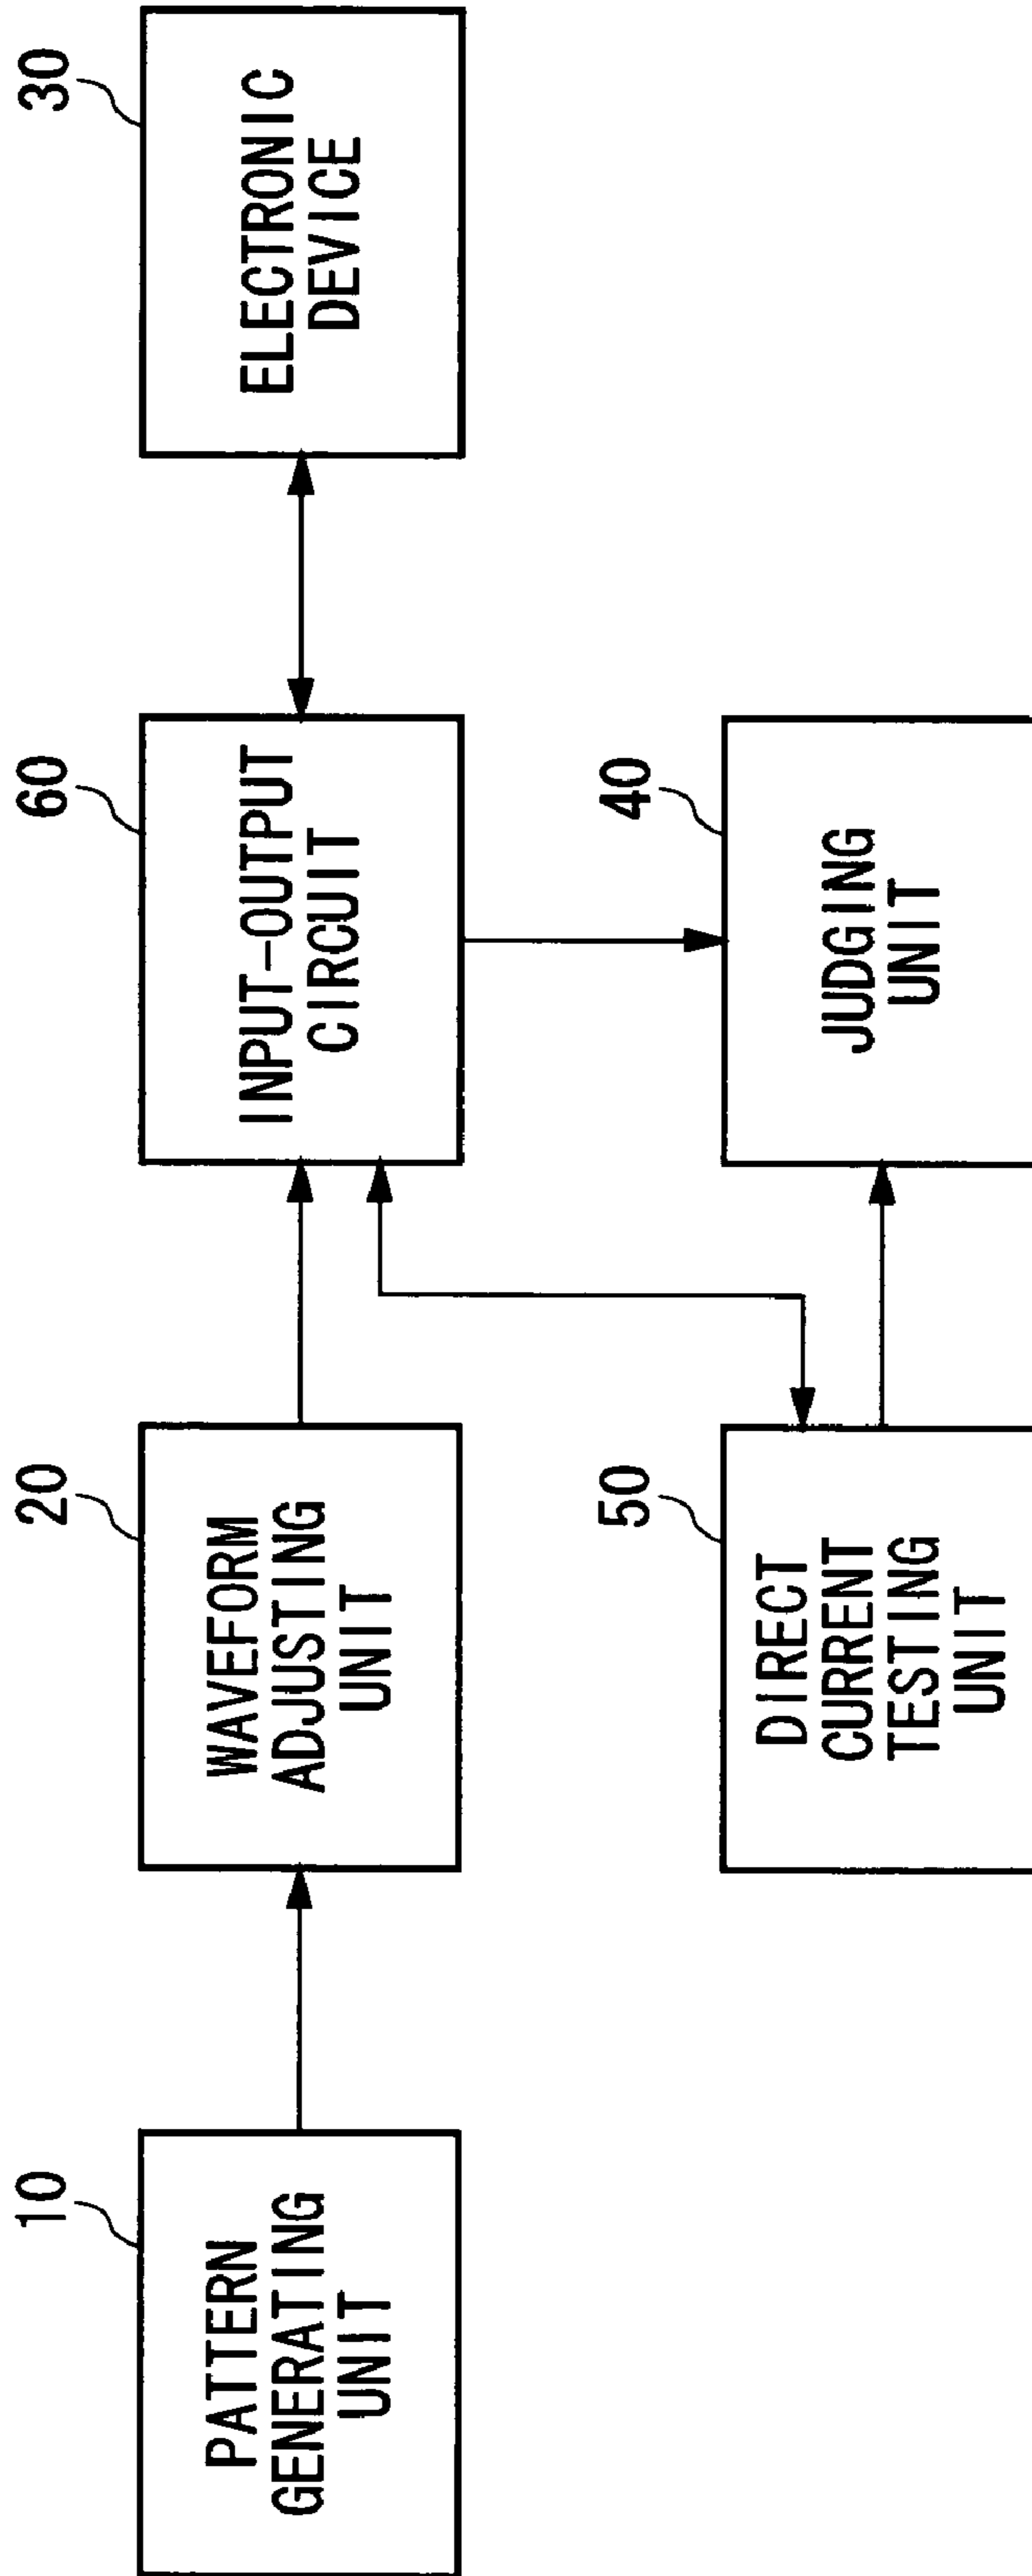 10
PATTERN
GENERATING
UNIT
20
WAVEFORM
ADJUSTING
UNIT
60
INPUT-OUTPUT
CIRCUIT
30
ELECTRONIC
DEVICE
50
DIRECT
CURRENT
TESTING
UNIT
40
JUDGING
UNIT